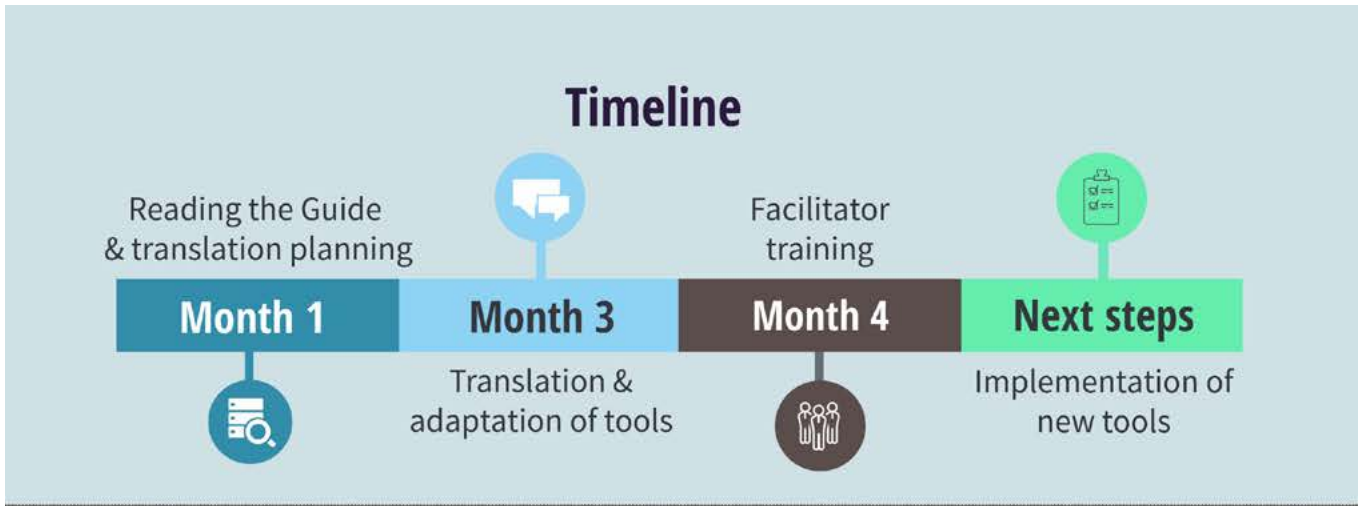 Timeline
Reading the Guide
& translation planning
Facilitator
training
Month 1
Month 3
Month 4
Next steps
Translation &
adaptation of tools
Implementation of
new tools